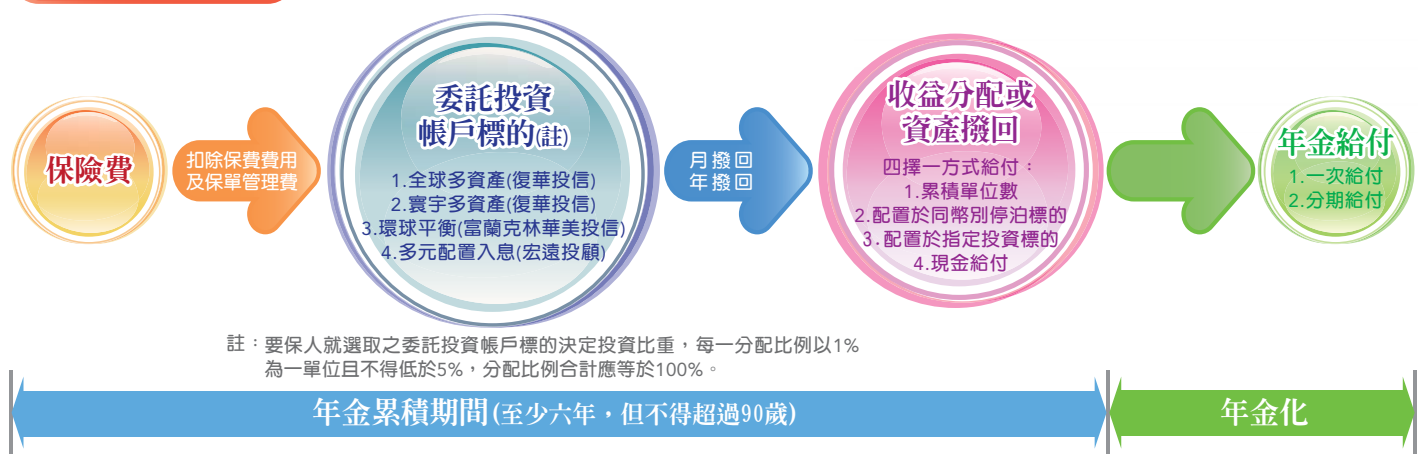 保險費
扣除保費費用
及保單管理費
委託投資
帳戶標的(註)
1.全球多資產(復華投信)
2.寰宇多資產(復華投信)
3.環球平衡(富蘭克林華美投信)
4.多元配置入息(宏遠投顧)
月撥回
年撥回
收益分配或
資產撥回
四擇一方式給付：
1.累積單位數
2.配置於同幣別停泊標的
3.配置於指定投資標的
4.現金給付
年金給付
1.一次給付
2.分期給付
註：要保人就選取之委託投資帳戶標的決定投資比重，每一分配比例以1%
為一單位且不得低於5%，分配比例合計應等於100%。
年金累積期間(至少六年，但不得超過90歲)
年金化